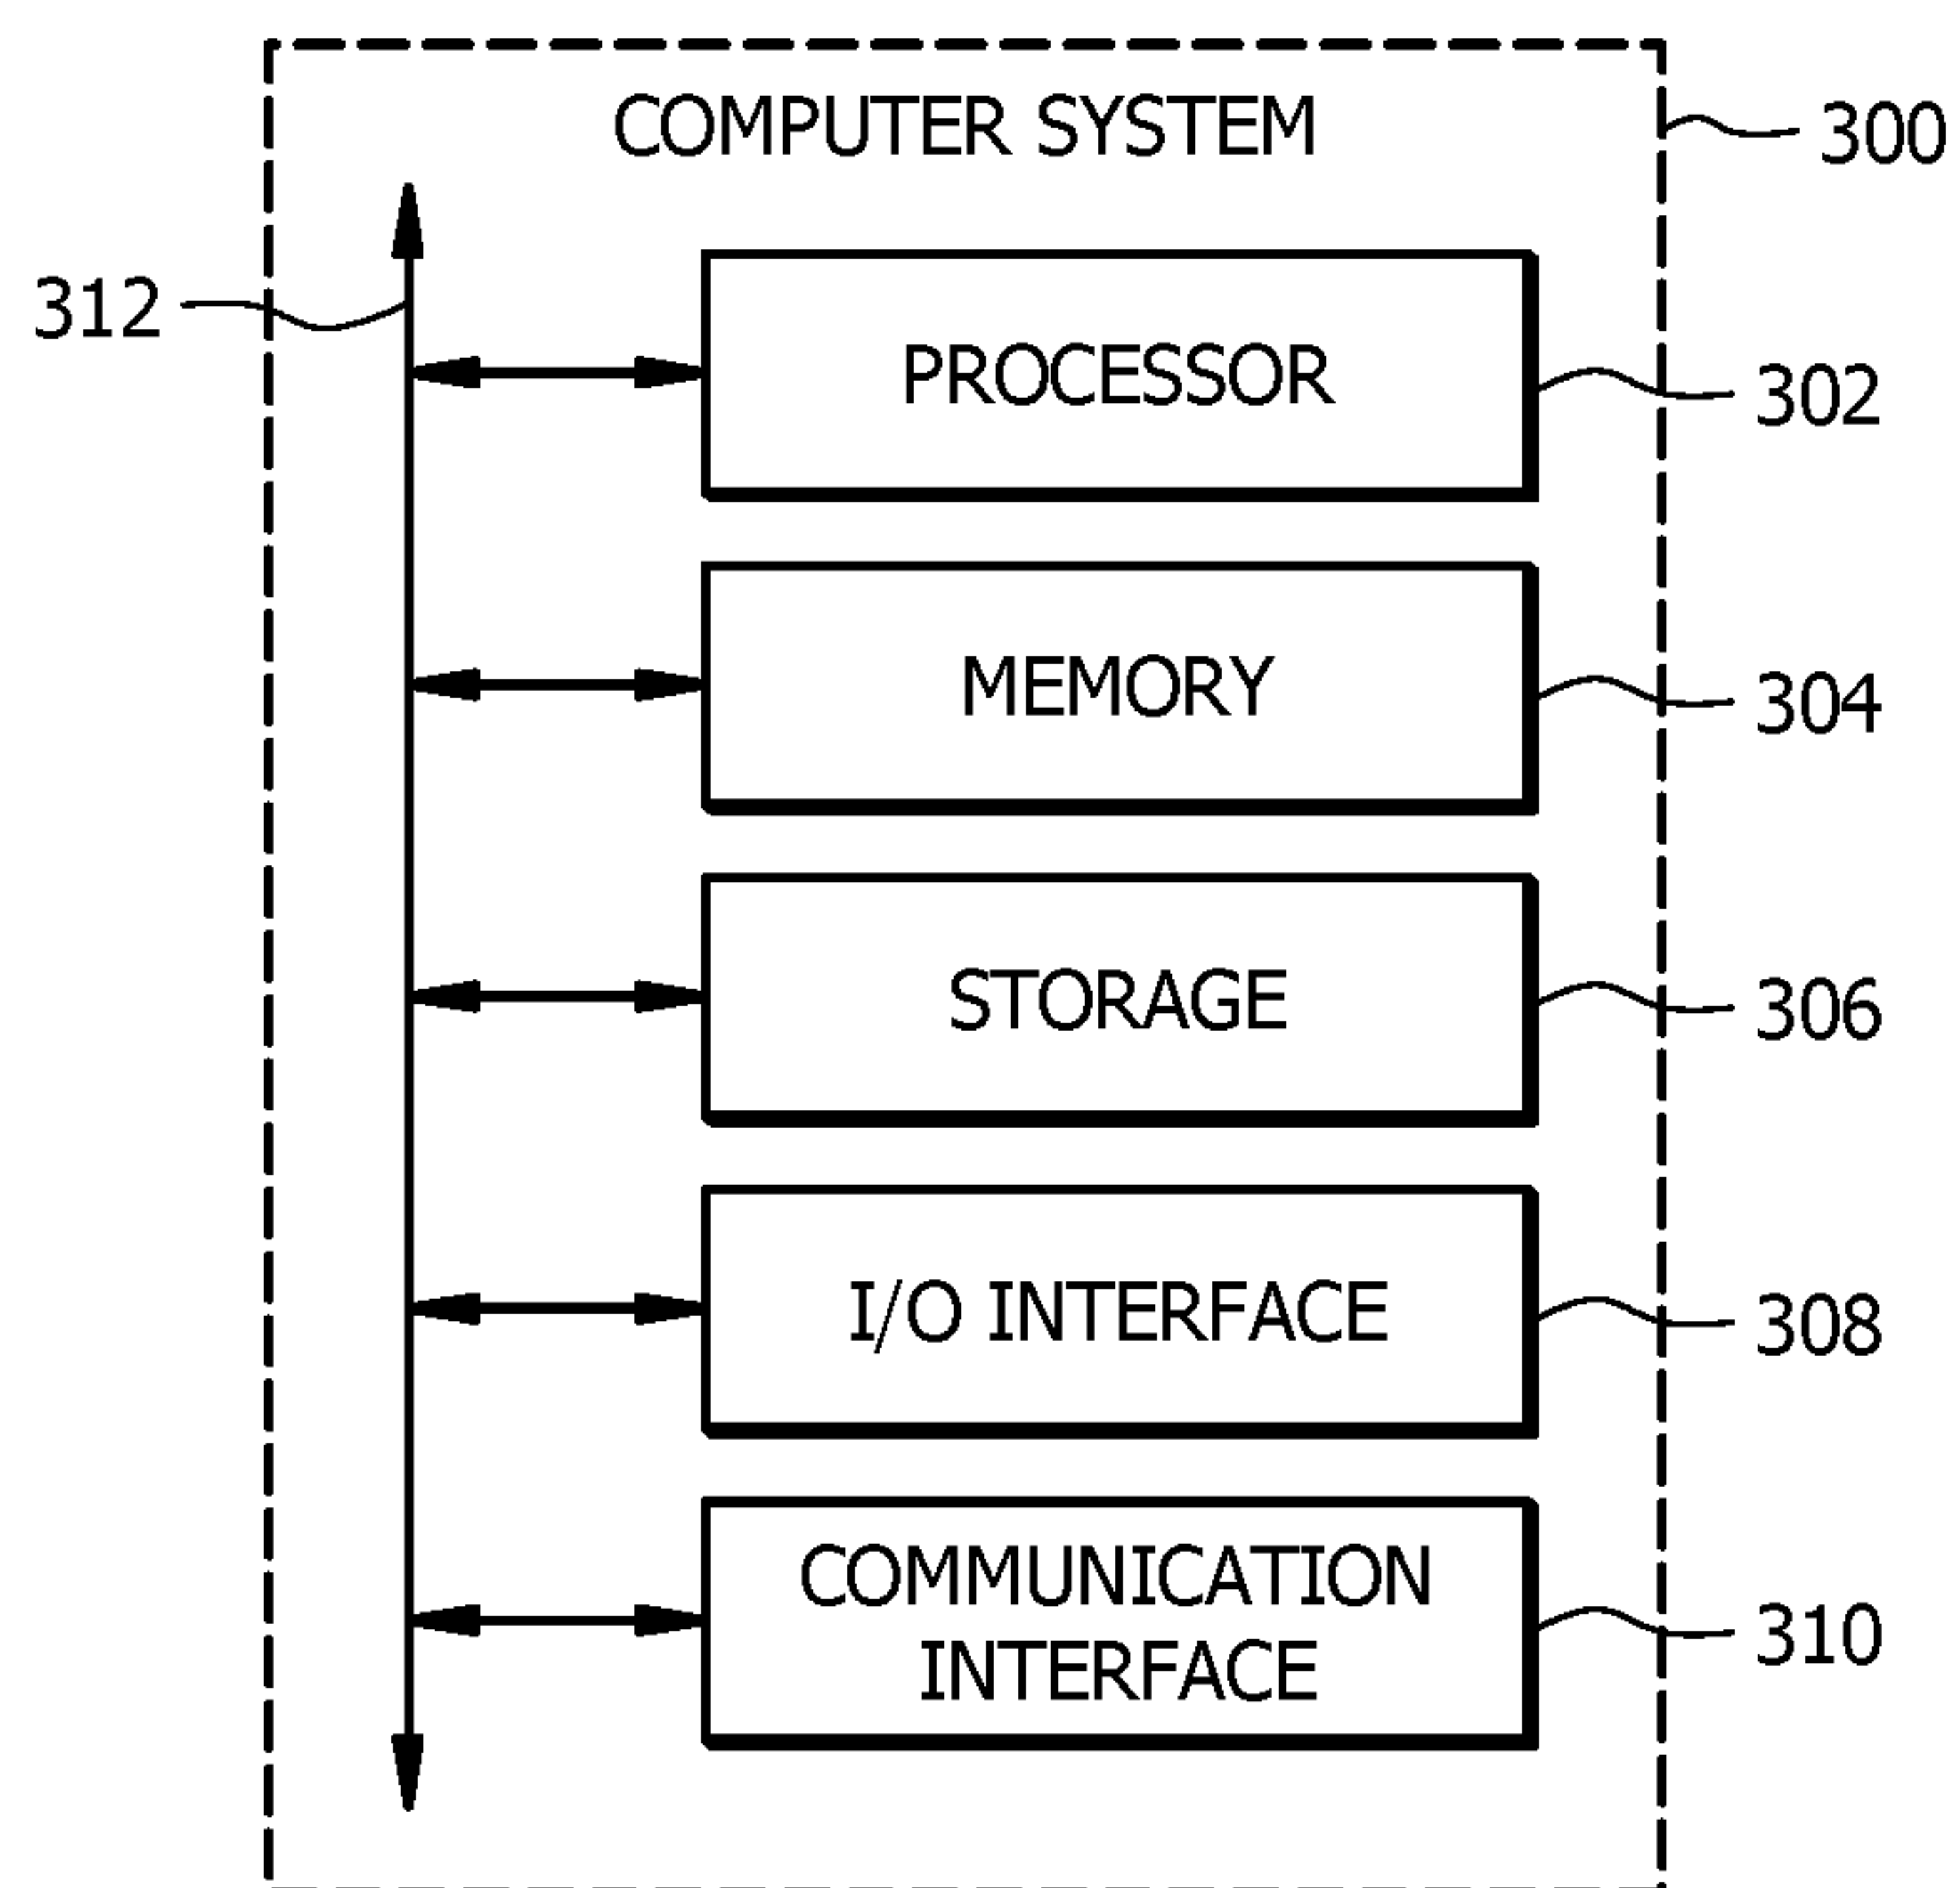 COMPUTER SYSTEM
300
312
PROCESSOR
302
MEMORY
304
STORAGE
306
I/O INTERFACE
308
COMMUNICATION
INTERFACE
310